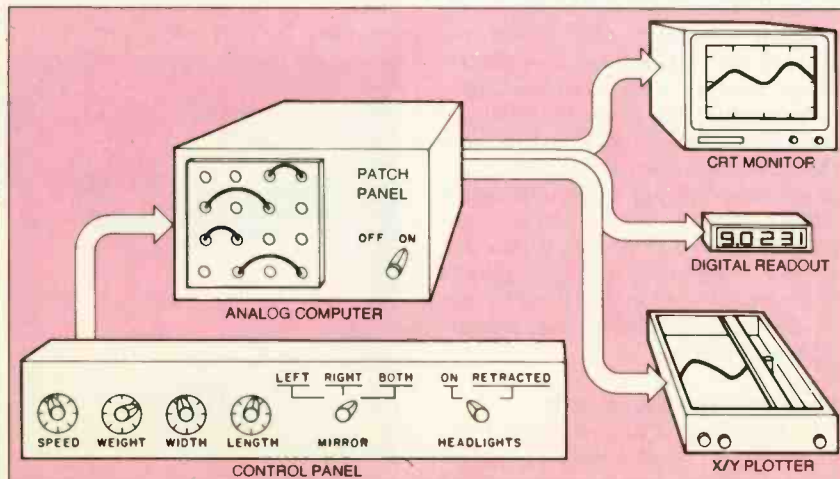 CRT MONITOR
PATCH
PANEL
OFF ON
ANALOG COMPUTER
9.0231
DIGITAL READOUT
LEFT RIGHT BOTH
ON RETRACTED
SPEED WEIGHT WIDTH LENGTH MIRROR HEADLIGHTS
CONTROL PANEL
X/Y PLOTTER